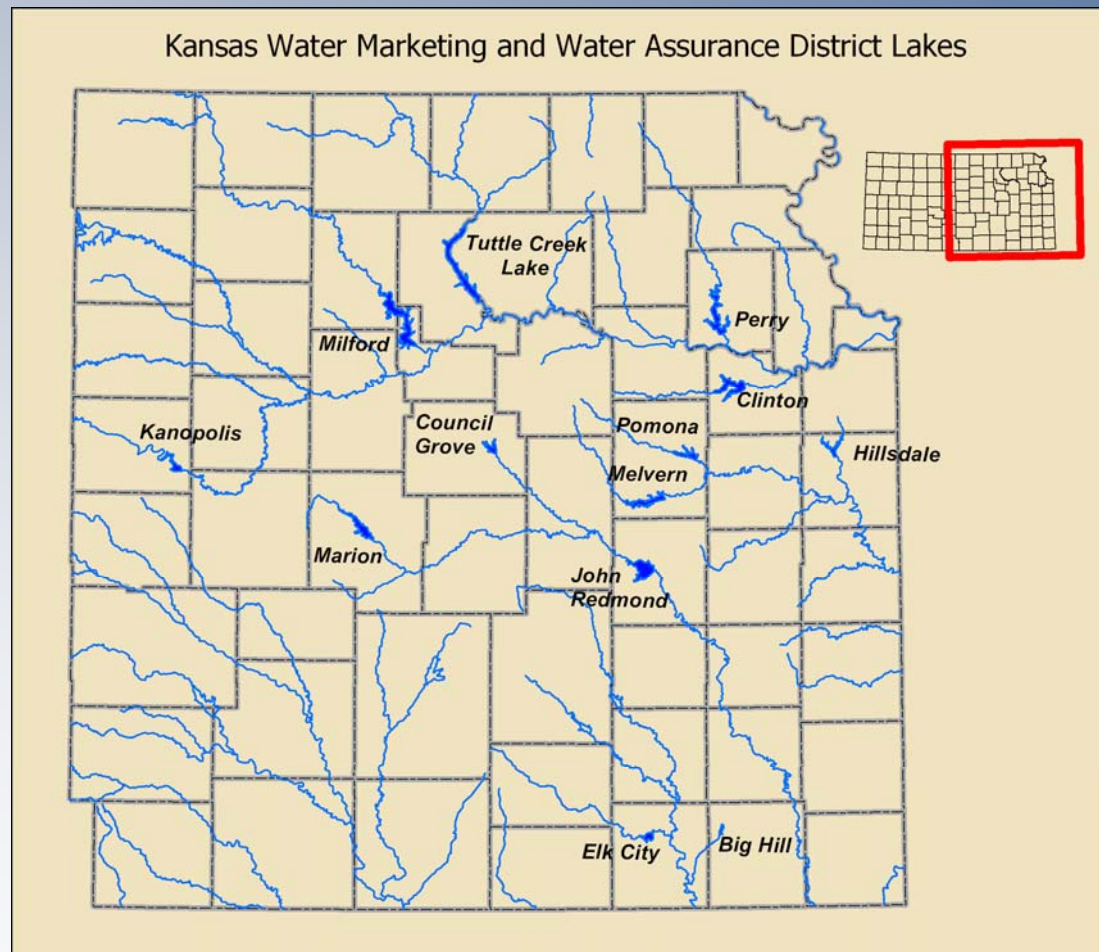 Kansas Water Marketing and Water Assurance District Lakes
Tuttle Creek
Lake
Perry
Milford
Clinton
Council
Grove
Pomona
Kanopolis
Hillsdale
Melvern
Marion
John
Redmond
Elk City
Big Hill